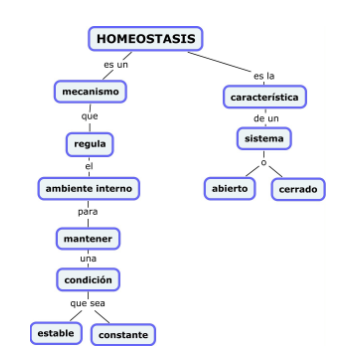 HOMEOSTASIS
es un
es la
mecanismo
característica
que
de un
regula
sistema
el
o
ambiente interno
abierto
cerrado
para
mantener
una
condición
que sea
estable
constante